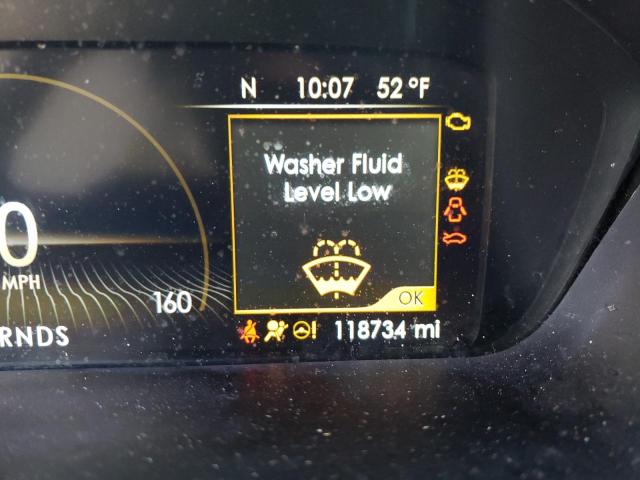 N 10:07 52 °F
Washer Fluid
Level Low
0
MPH
160
OK
RNDS
118734 mi